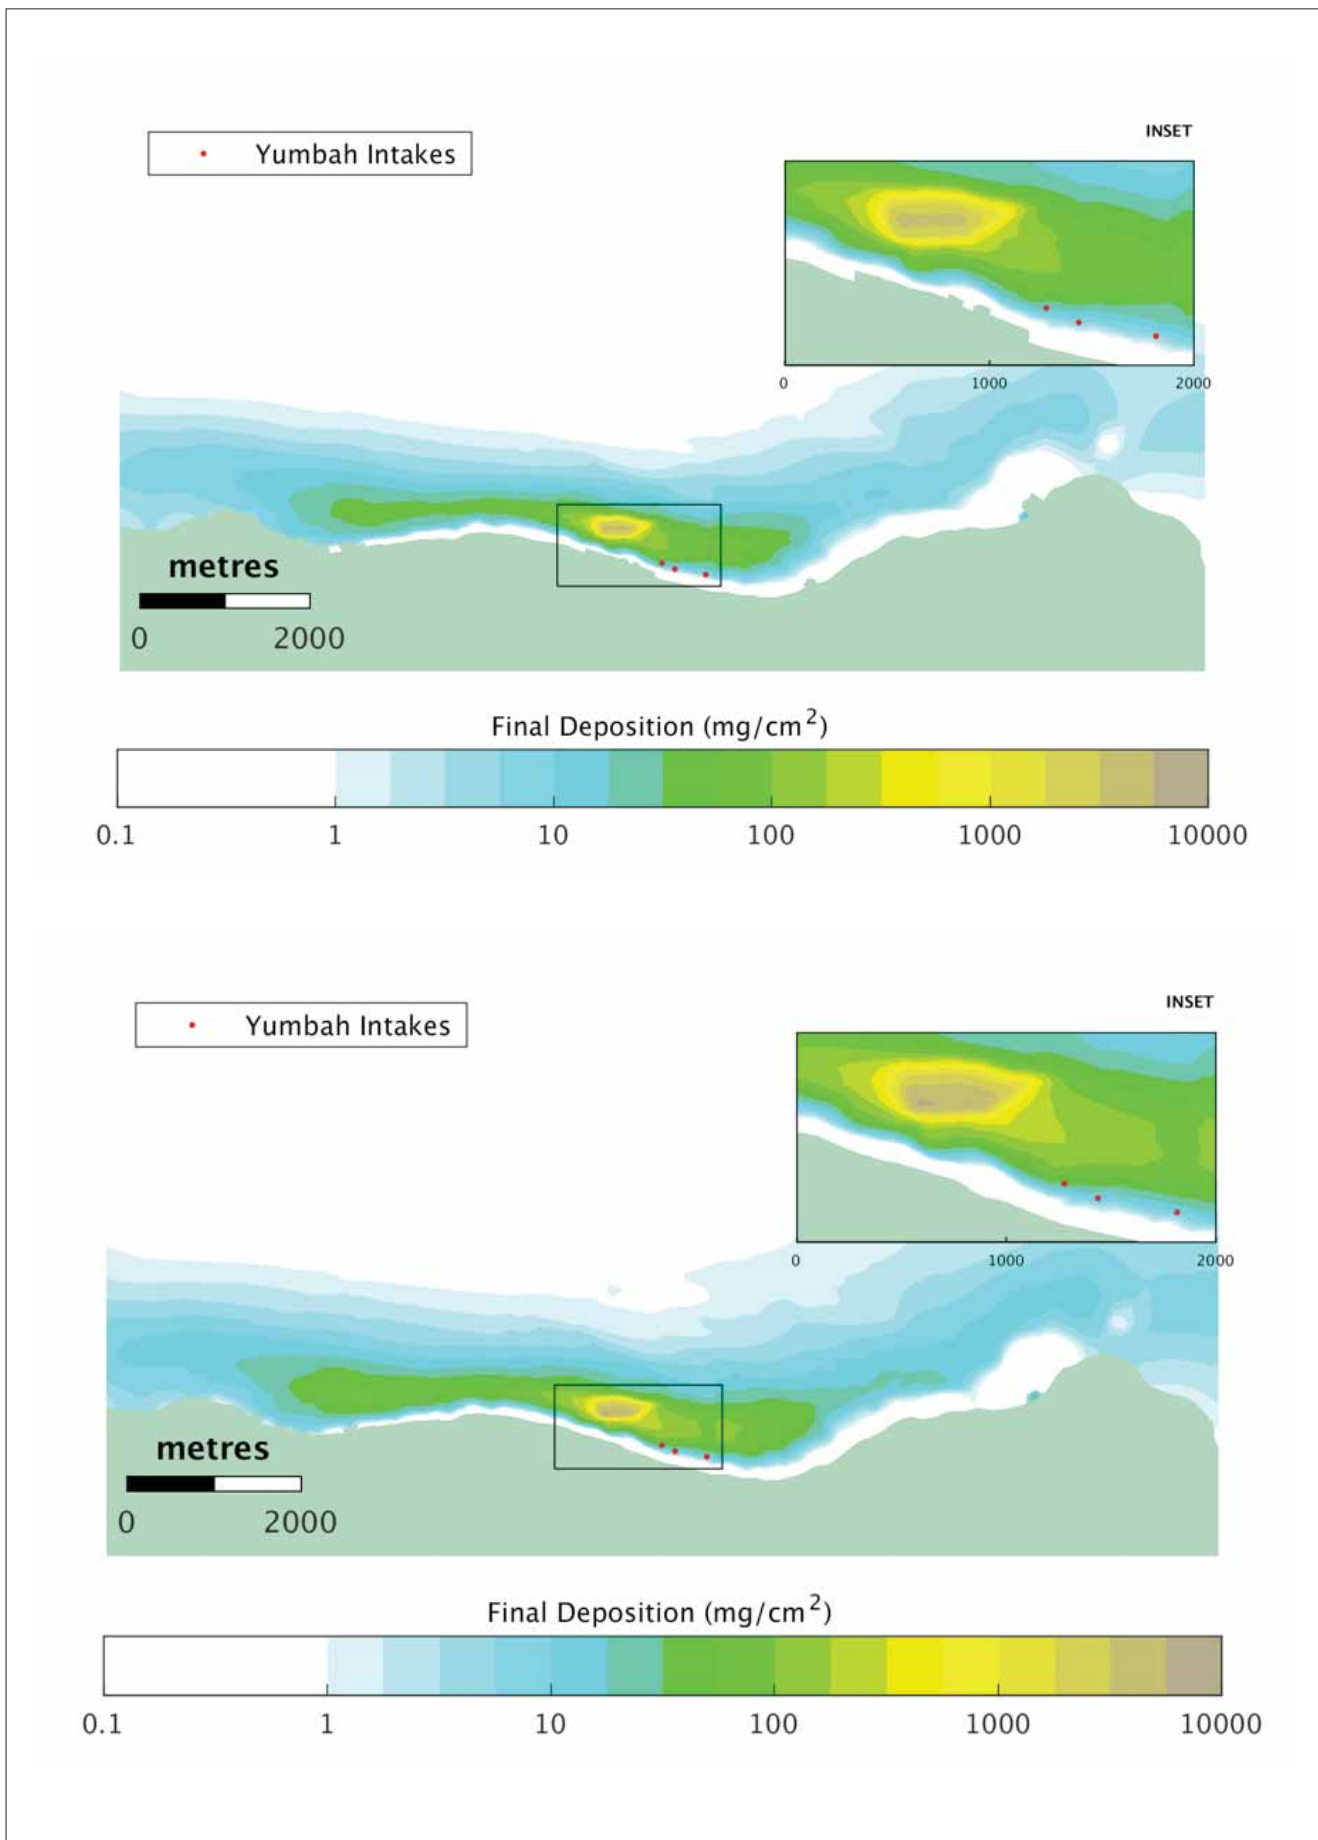 INSET
Yumbah Intakes
0 1000 2000
metres
0 2000
Final Deposition (mg/cm²)
0.1 1 10 100 1000 10000
INSET
Yumbah Intakes
0 1000 2000
metres
0 2000
Final Deposition (mg/cm²)
0.1 1 10 100 1000 10000